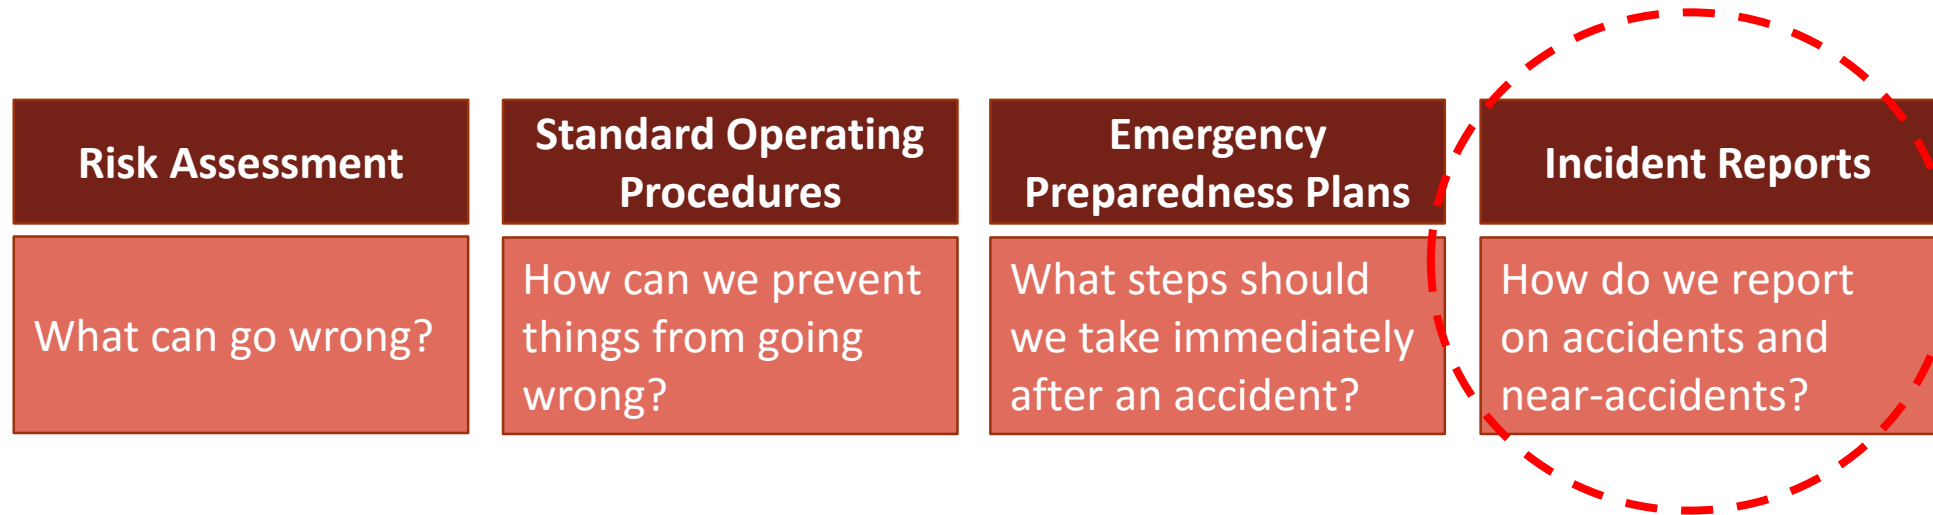 Risk Assessment
What can go wrong?
Standard Operating
Procedures
How can we prevent
things from going
wrong?
Emergency
Preparedness Plans
What steps should
we take immediately
after an accident?
Incident Reports
How do we report
on accidents and
near-accidents?